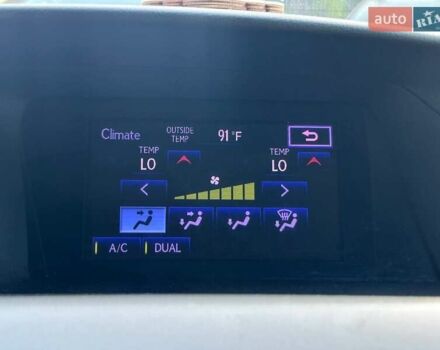 auto RIA
Climate OUTSIDE TEMP 91°F
TEMP LO TEMP LO
A/C DUAL